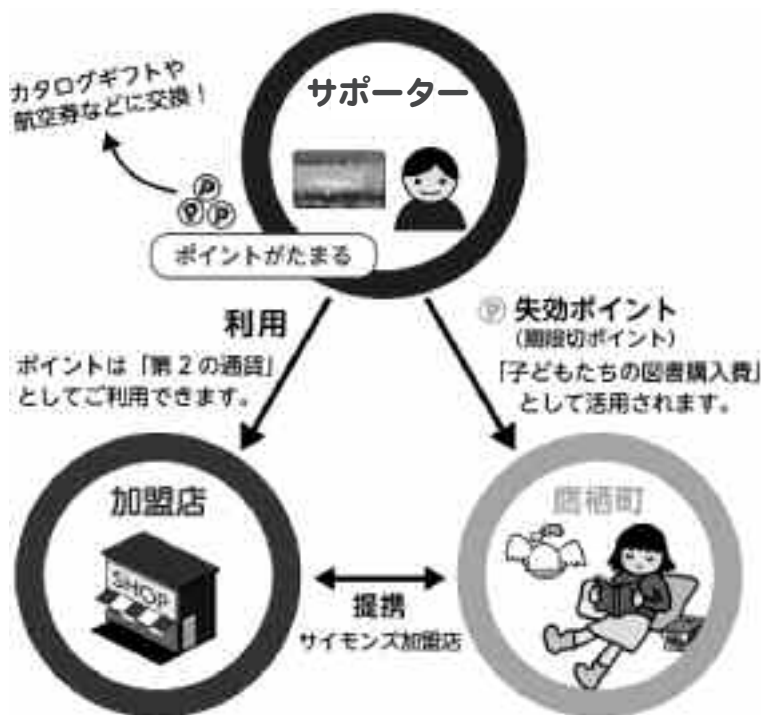 カタログギフトや
航空券などに交換！
サポーター
ポイントがたまる
利用
ポイントは「第2の通貨」
としてご利用できます。
P 失効ポイント
（期限切ポイント）
「子どもたちの図書購入費」
として活用されます。
加盟店
SHOP
鷹栖町
提携
サイモンズ加盟店